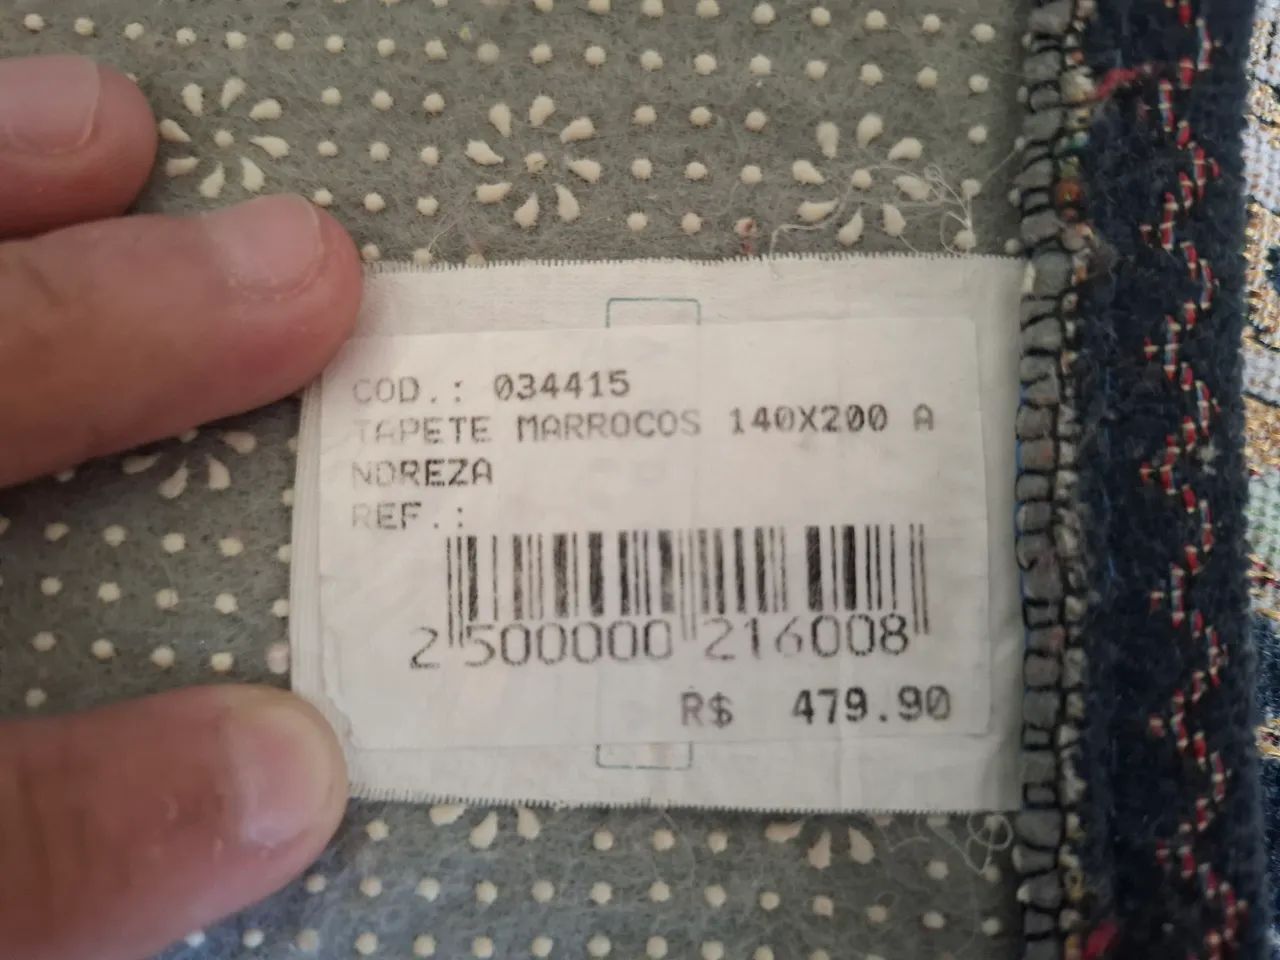 COD.: 034415
TAPETE MARROCOS 140X200 A
NDREZA
REF.:
2 500000 216008
R$ 479.90